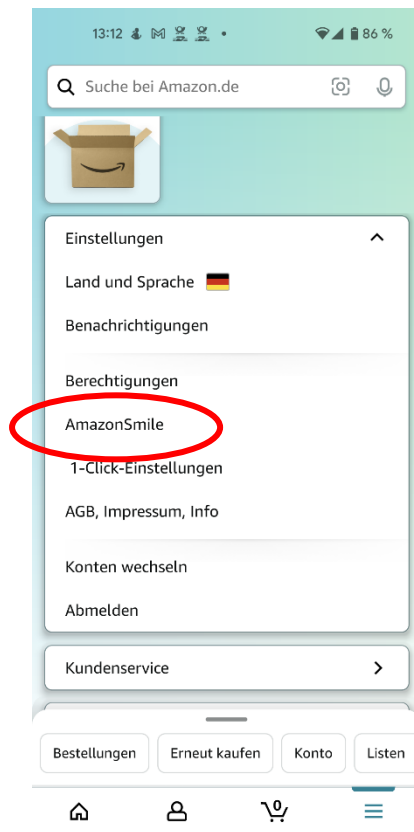 13:12 86 %
Suche bei Amazon.de
Einstellungen
Land und Sprache
Benachrichtigungen
Berechtigungen
AmazonSmile
1-Click-Einstellungen
AGB, Impressum, Info
Konten wechseln
Abmelden
Kundenservice
Bestellungen Erneut kaufen Konto Listen
0